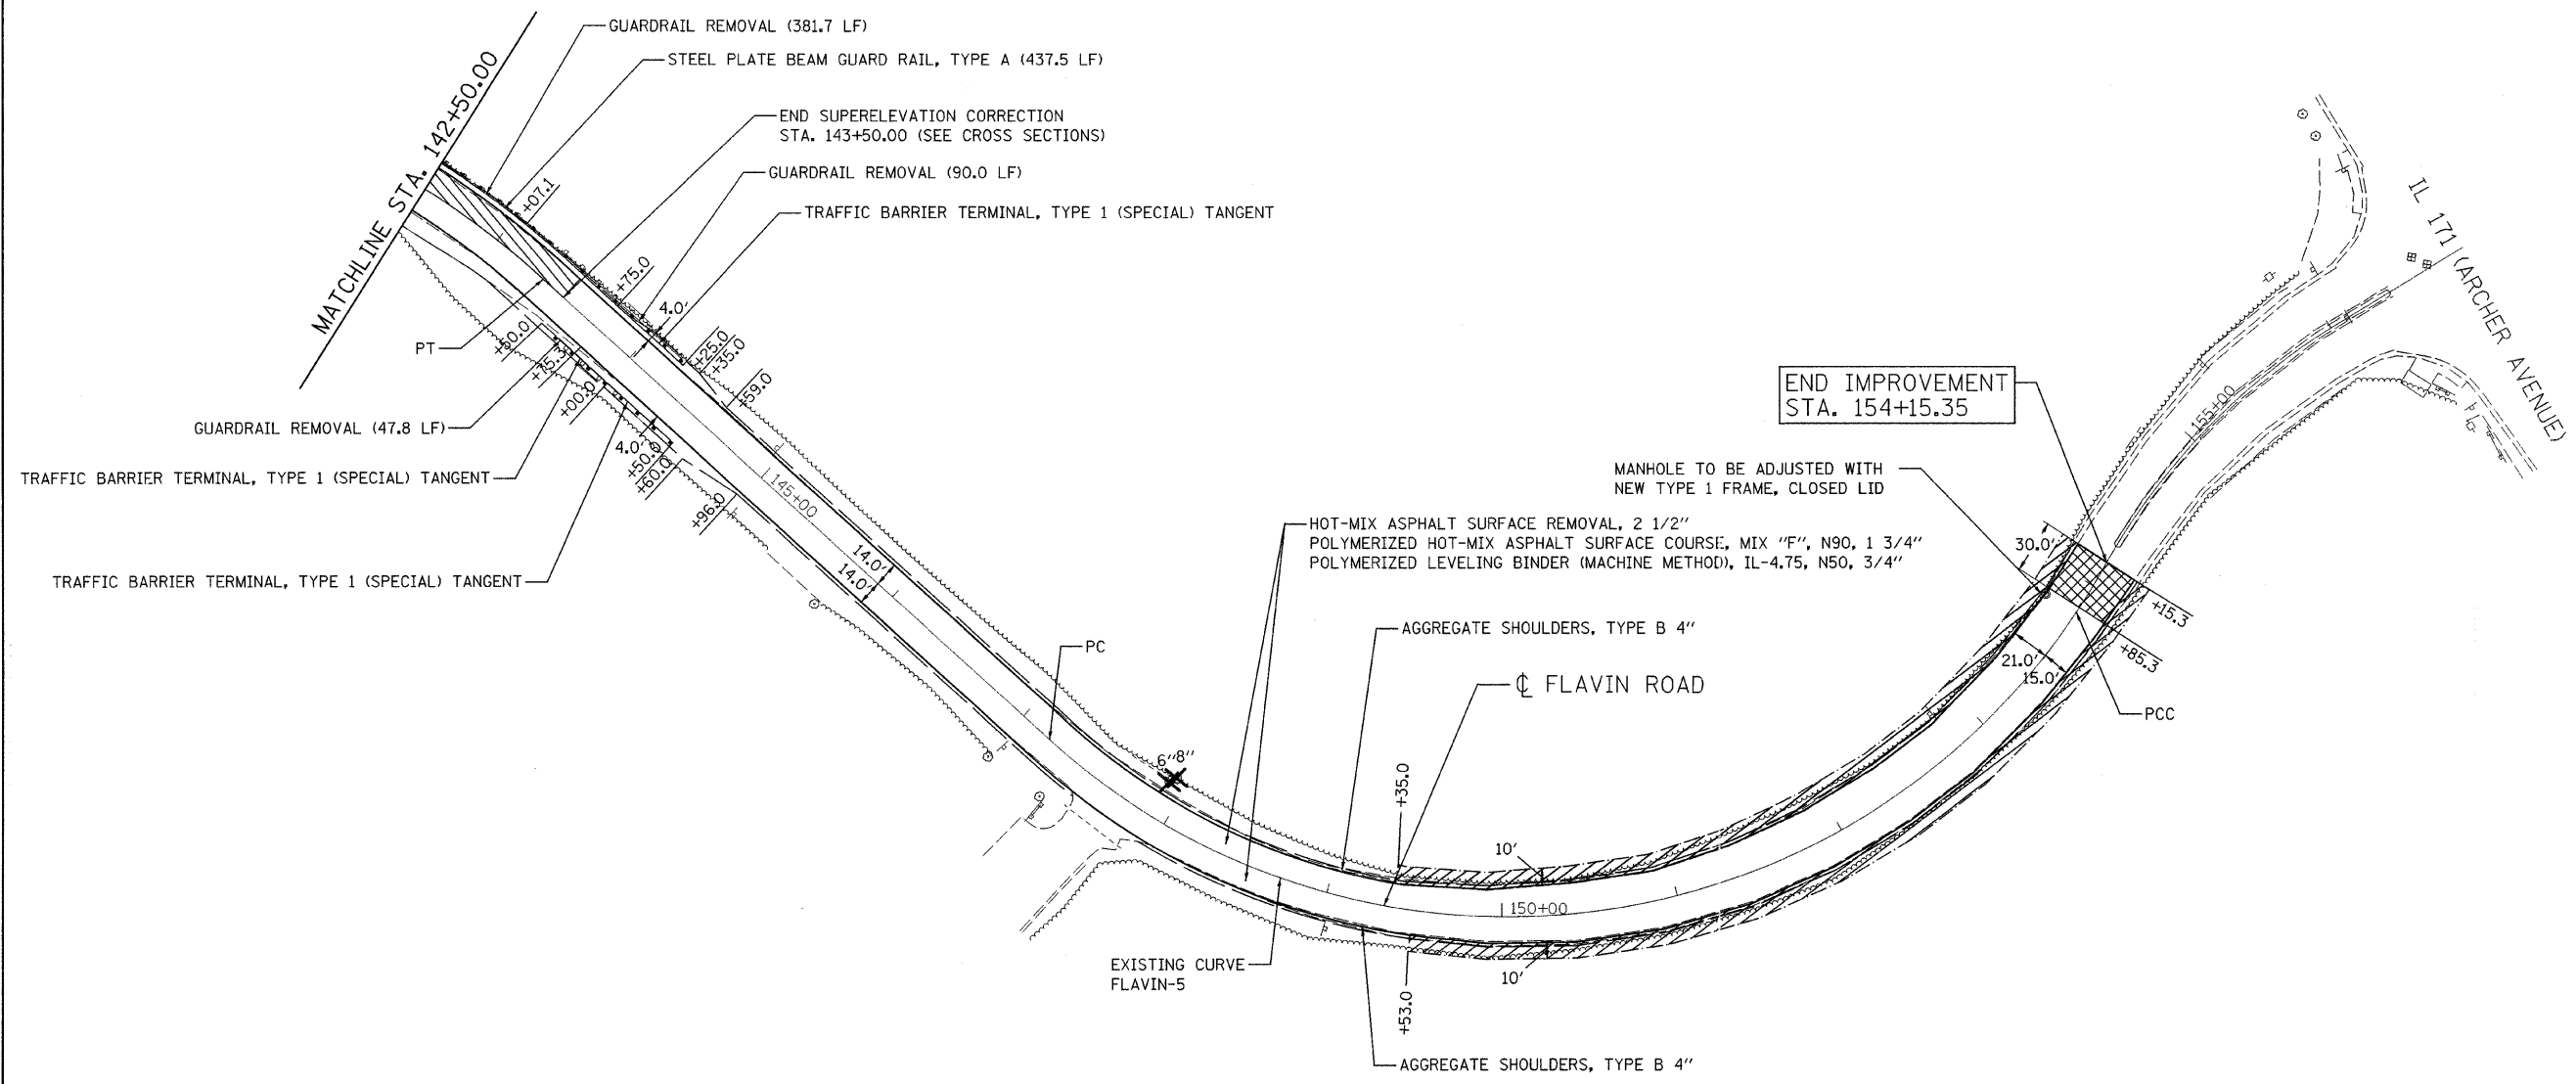 GUARDRAIL REMOVAL (381.7 LF)
STEEL PLATE BEAM GUARD RAIL, TYPE A (437.5 LF)
END SUPERELEVATION CORRECTION
STA. 143+50.00 (SEE CROSS SECTIONS)
GUARDRAIL REMOVAL (90.0 LF)
TRAFFIC BARRIER TERMINAL, TYPE 1 (SPECIAL) TANGENT
MATCHLINE STA. 142+50.00
+07.1
+75.0
4.0'
+25.0
+35.0
+59.0
PT
+50.0
+75.3
+00.0
GUARDRAIL REMOVAL (47.8 LF)
4.0'
+50.0
+60.0
+96.0
TRAFFIC BARRIER TERMINAL, TYPE 1 (SPECIAL) TANGENT
TRAFFIC BARRIER TERMINAL, TYPE 1 (SPECIAL) TANGENT
145+00
14.0'
14.0'
PC
6"
8"
IL 171 (ARCHER AVENUE)
155+00
END IMPROVEMENT
STA. 154+15.35
MANHOLE TO BE ADJUSTED WITH
NEW TYPE 1 FRAME, CLOSED LID
HOT-MIX ASPHALT SURFACE REMOVAL, 2 1/2"
POLYMERIZED HOT-MIX ASPHALT SURFACE COURSE, MIX "F", N90, 1 3/4"
POLYMERIZED LEVELING BINDER (MACHINE METHOD), IL-4.75, N50, 3/4"
30.0'
+15.3
+85.3
21.0'
15.0'
PCC
AGGREGATE SHOULDERS, TYPE B 4"
℄ FLAVIN ROAD
+35.0
10'
150+00
10'
+53.0
EXISTING CURVE
FLAVIN-5
AGGREGATE SHOULDERS, TYPE B 4"